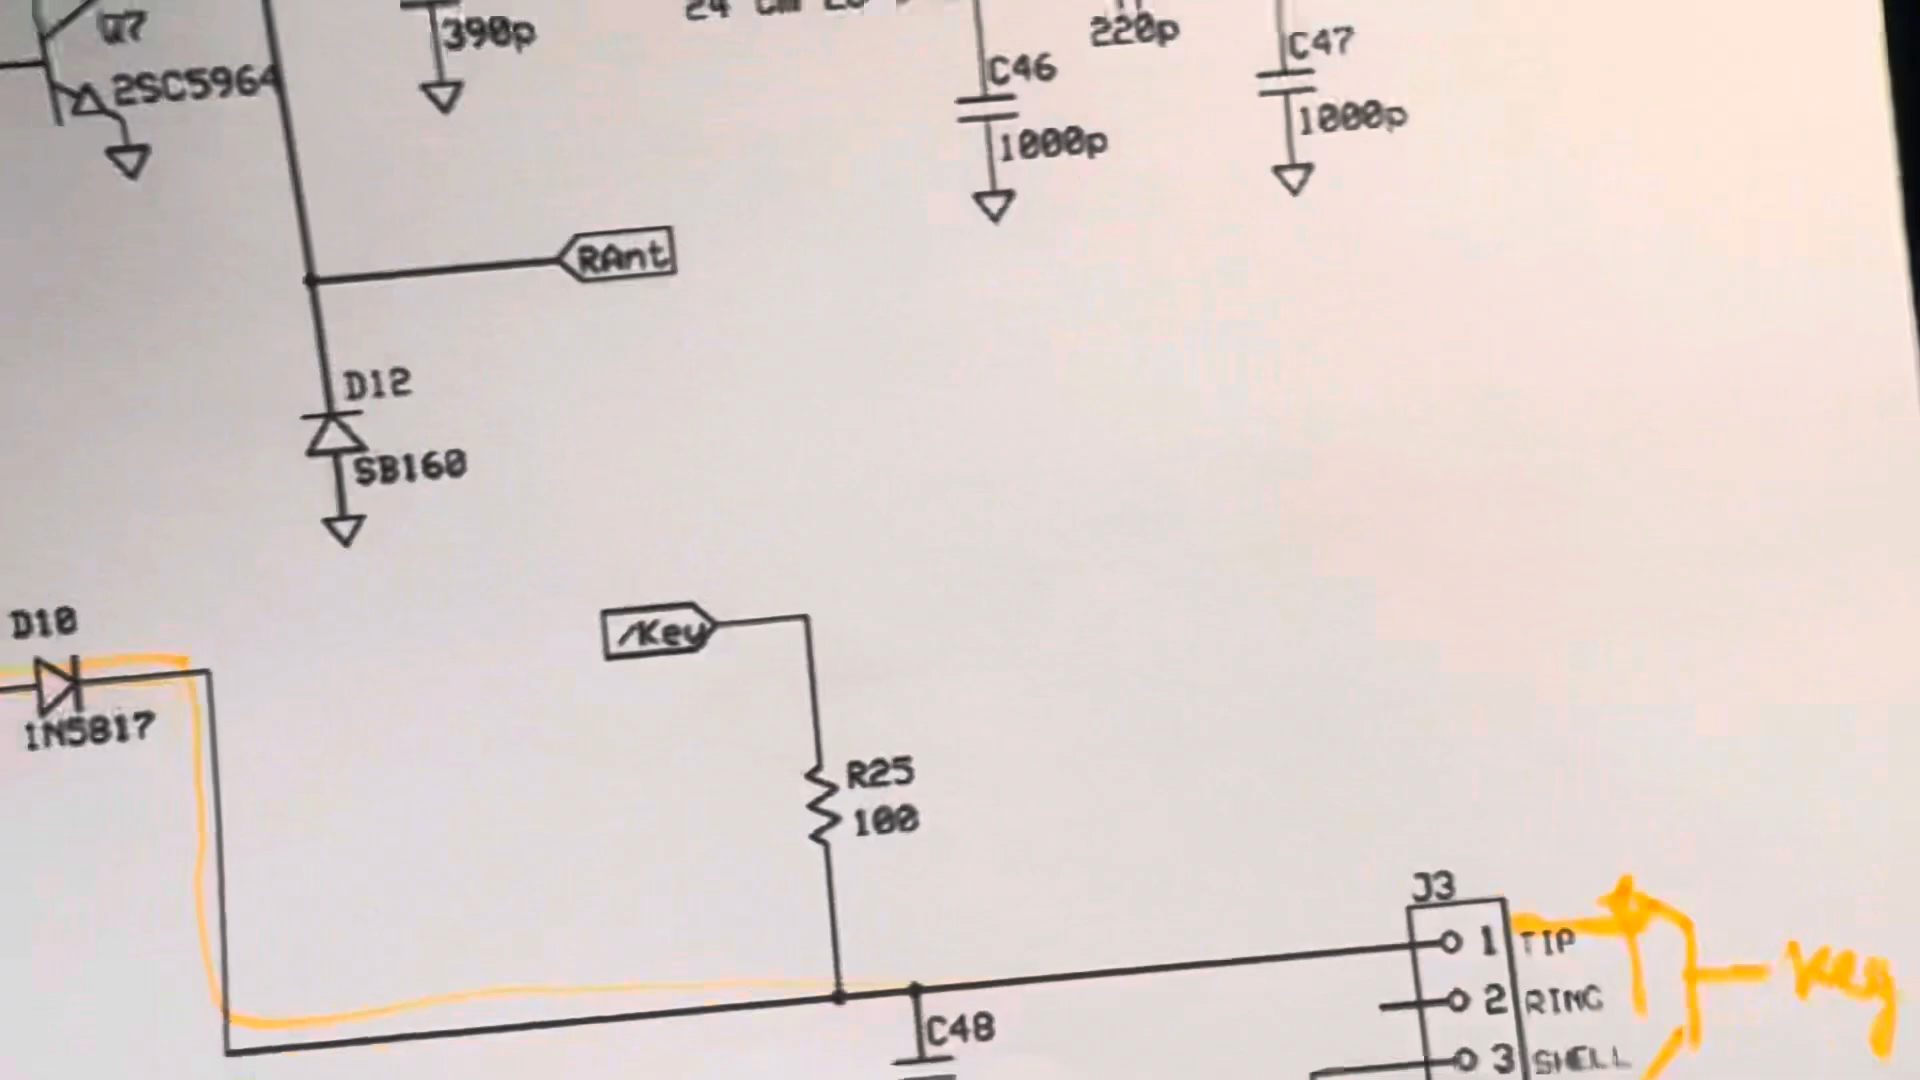 Q7
2SC5964
390p
220p
C46
1000p
C47
1000p
RAnt
D12
SB160
D10
1N5817
/Key
R25
100
J3
1 TIP
2 RING
3 SHELL
Key
C48